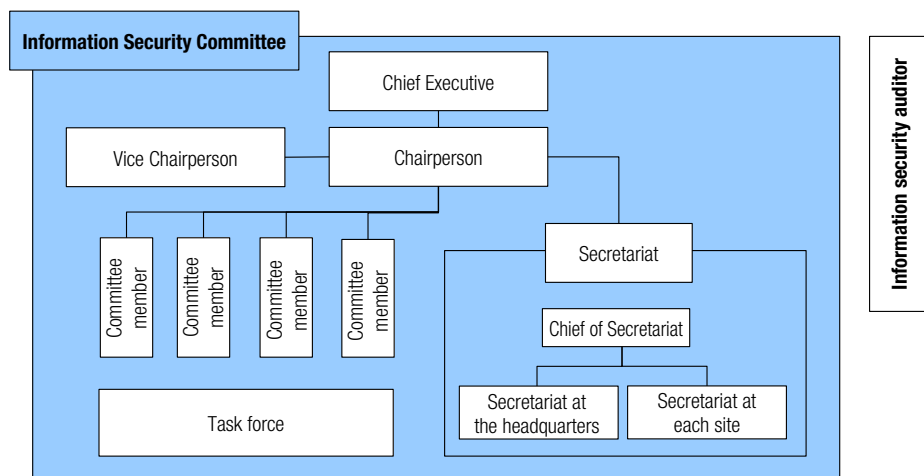 Information Security Committee
Chief Executive
Vice Chairperson
Chairperson
Committee
member
Committee
member
Committee
member
Committee
member
Secretariat
Chief of Secretariat
Secretariat at
the headquarters
Secretariat at
each site
Task force
Information security auditor